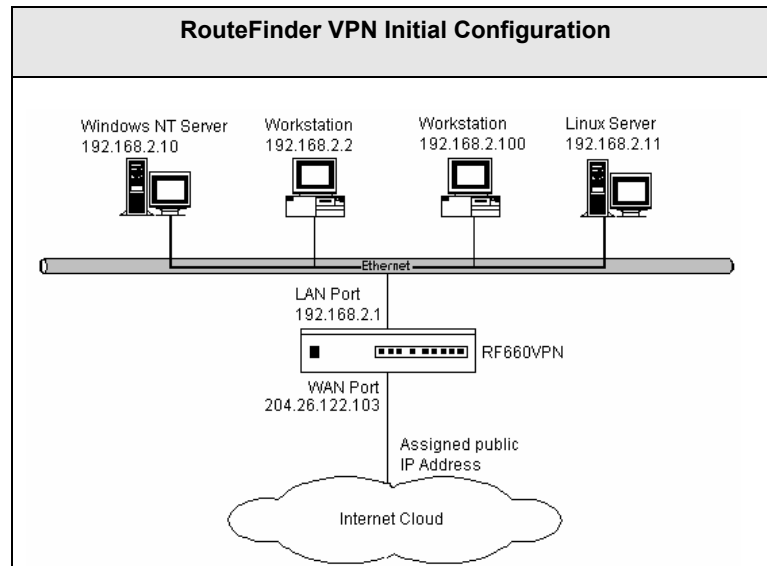 RouteFinder VPN Initial Configuration
Windows NT Server
192.168.2.10
Workstation
192.168.2.2
Workstation
192.168.2.100
Linux Server
192.168.2.11
Ethernet
LAN Port
192.168.2.1
RF660VPN
WAN Port
204.26.122.103
Assigned public
IP Address
Internet Cloud